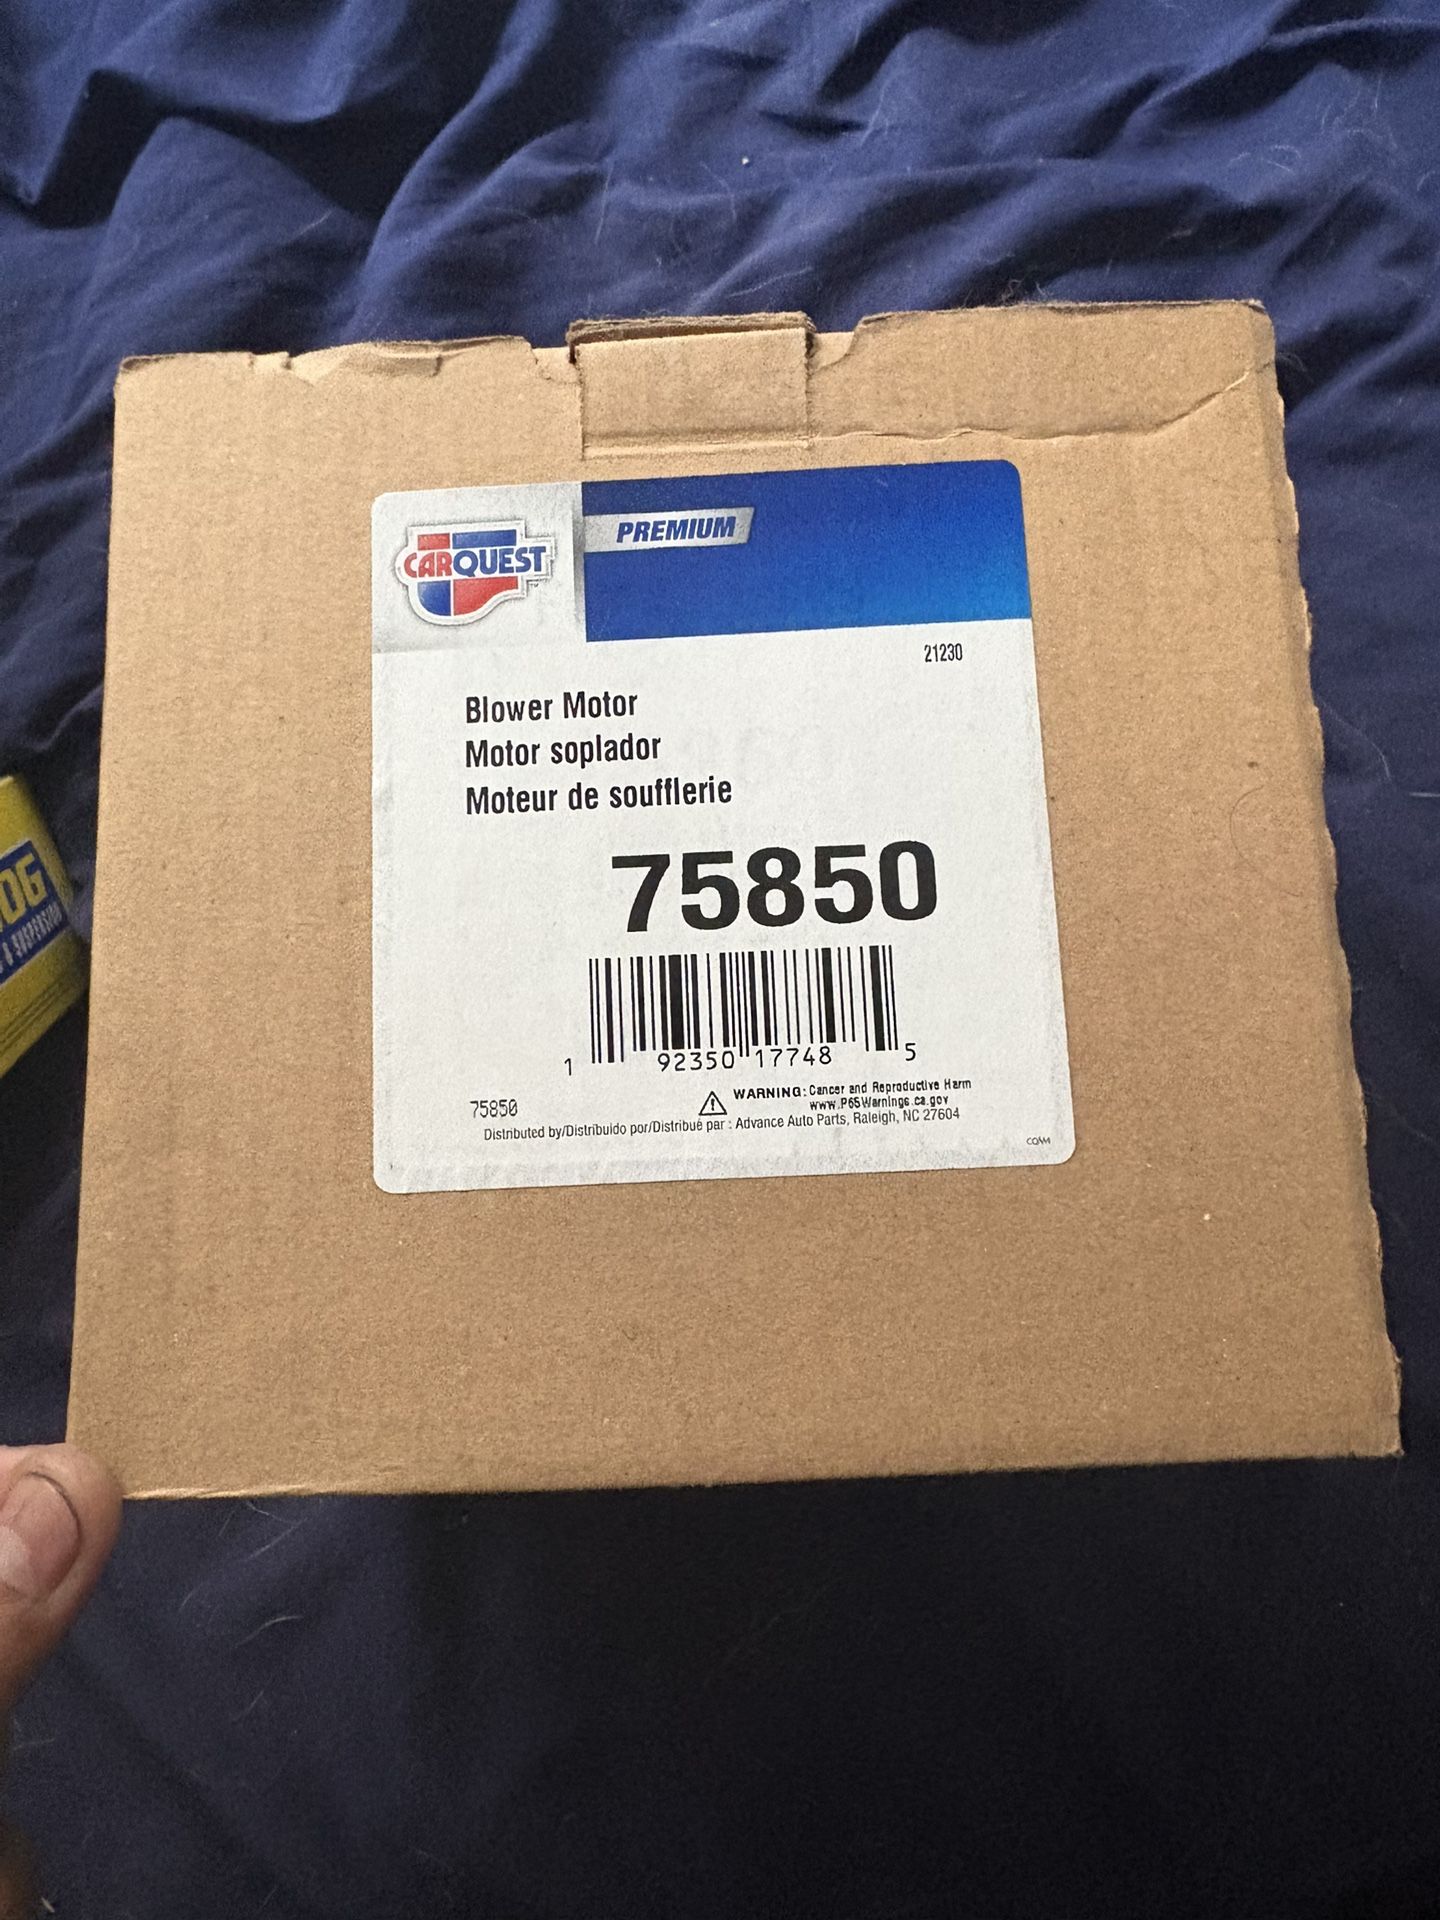 CARQUEST
PREMIUM
21230
Blower Motor
Motor soplador
Moteur de soufflerie
75850
1 92350 17748 5
75850
WARNING: Cancer and Reproductive Harm
www.P65Warnings.ca.gov
Distributed by/Distribuido por/Distribué par : Advance Auto Parts, Raleigh, NC 27604
OG